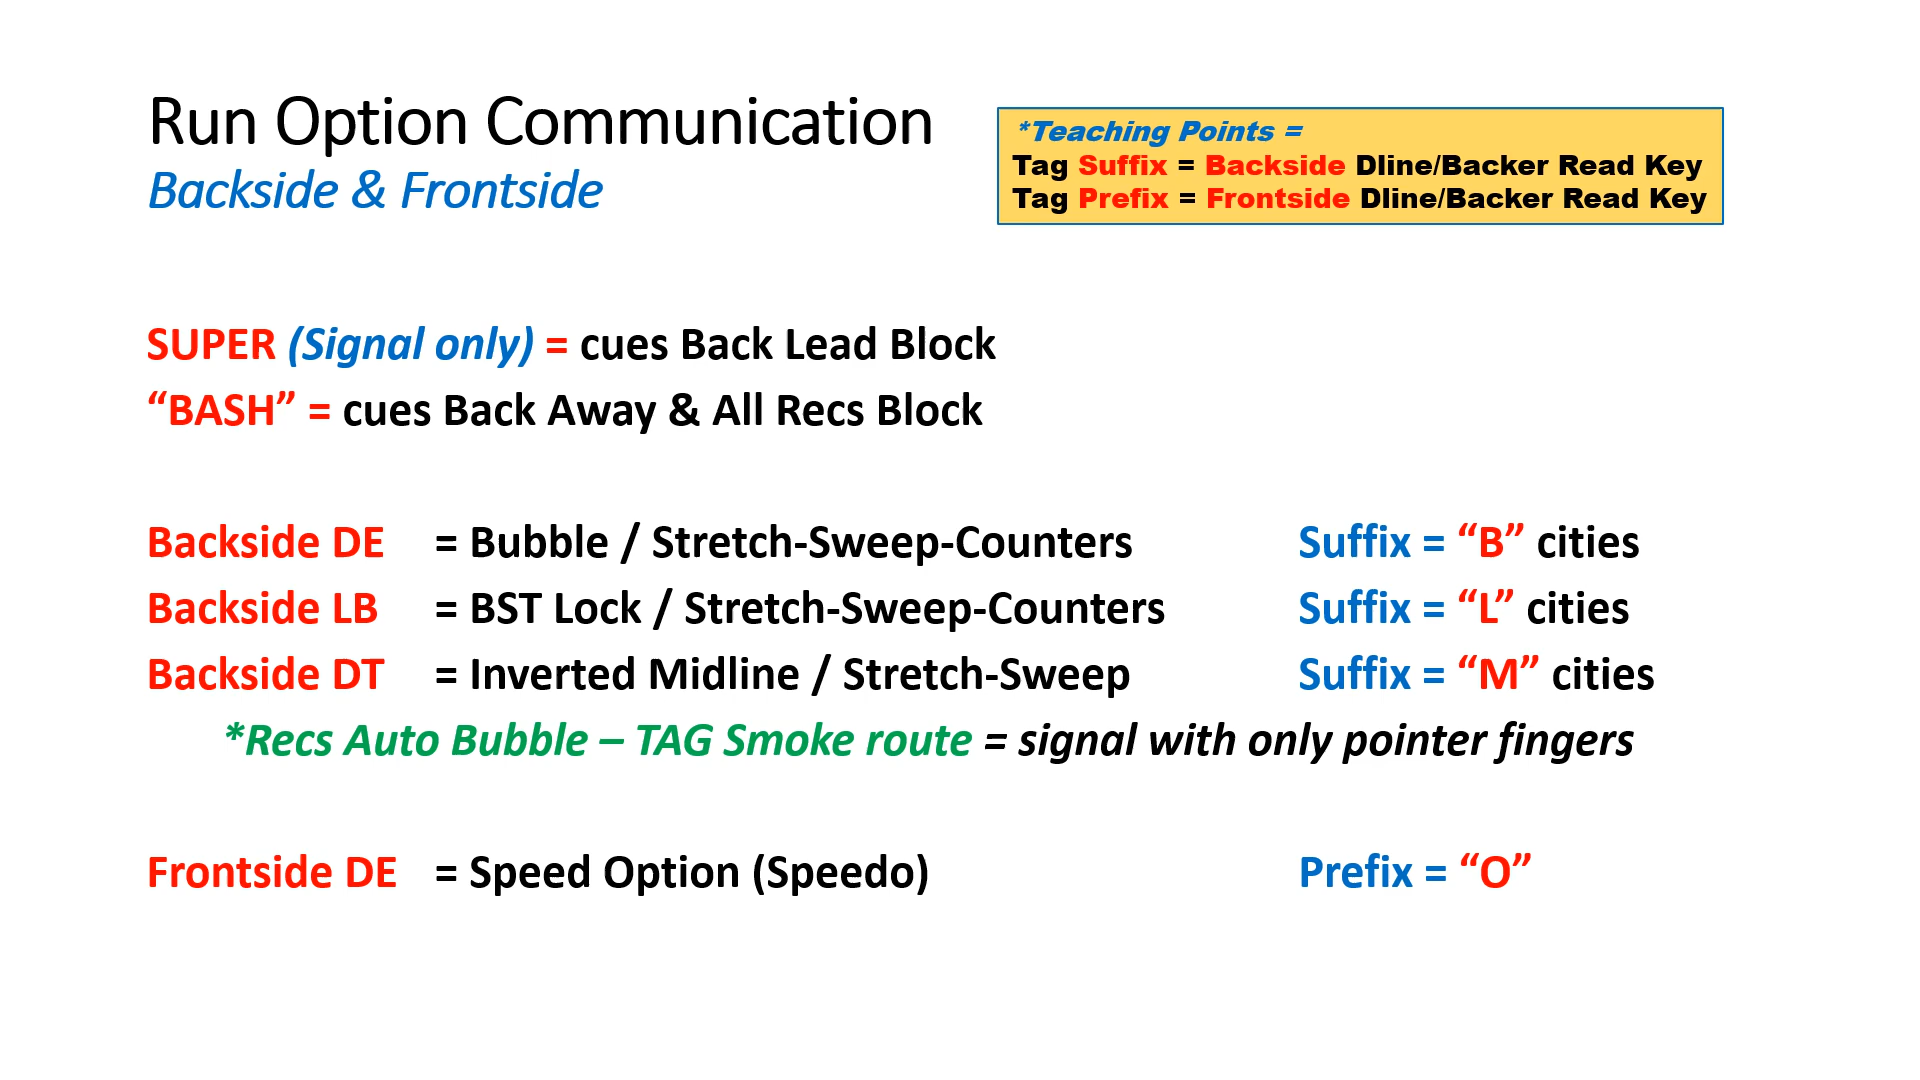 Run Option Communication
Backside & Frontside
*Teaching Points =
Tag Suffix = Backside Dline/Backer Read Key
Tag Prefix = Frontside Dline/Backer Read Key
SUPER (Signal only) = cues Back Lead Block
“BASH” = cues Back Away & All Recs Block
Backside DE = Bubble / Stretch-Sweep-Counters Suffix = “B” cities
Backside LB = BST Lock / Stretch-Sweep-Counters Suffix = “L” cities
Backside DT = Inverted Midline / Stretch-Sweep Suffix = “M” cities
*Recs Auto Bubble – TAG Smoke route = signal with only pointer fingers
Frontside DE = Speed Option (Speedo) Prefix = “O”